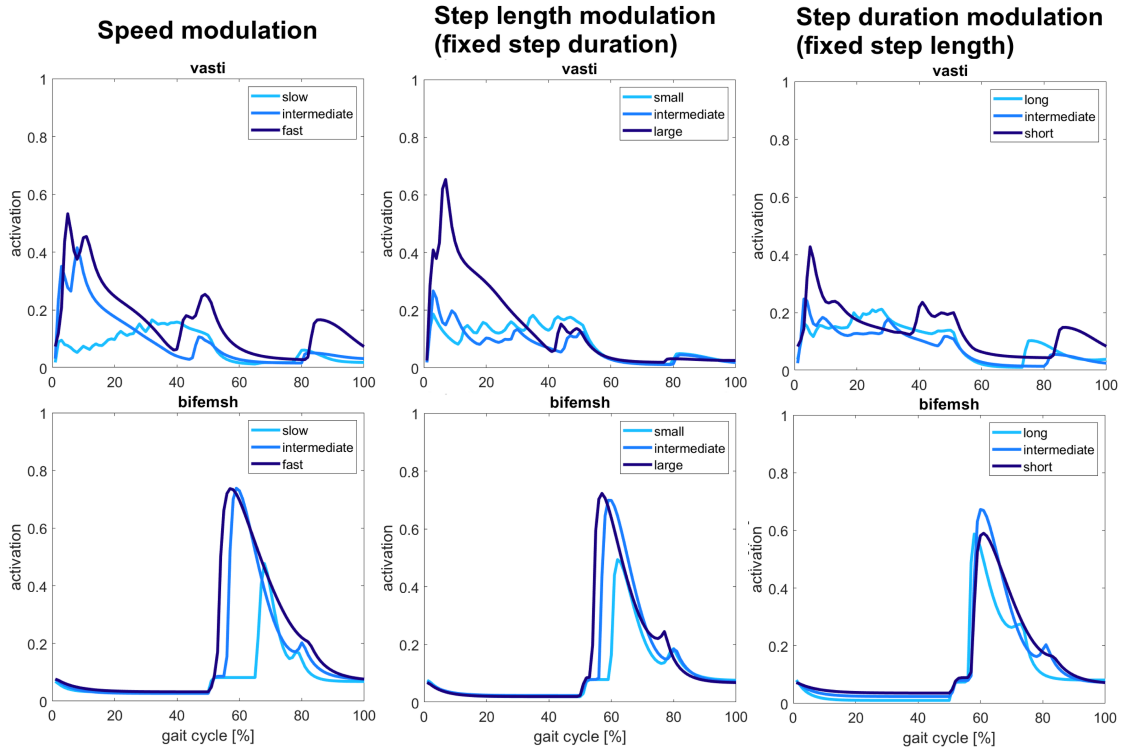 Speed modulation
Step length modulation
(fixed step duration)
Step duration modulation
(fixed step length)
vasti
1
0.8
0.6
0.4
0.2
0
activation
slow
intermediate
fast
0
20
40
60
80
100
vasti
1
0.8
0.6
0.4
0.2
0
activation
small
intermediate
large
0
20
40
60
80
100
vasti
1
0.8
0.6
0.4
0.2
0
activation
long
intermediate
short
0
20
40
60
80
100
bifemsh
1
0.8
0.6
0.4
0.2
0
activation
slow
intermediate
fast
0
20
40
60
80
100
gait cycle [%]
bifemsh
1
0.8
0.6
0.4
0.2
0
activation
small
intermediate
large
0
20
40
60
80
100
gait cycle [%]
bifemsh
1
0.8
0.6
0.4
0.2
0
activation
long
intermediate
short
0
20
40
60
80
100
gait cycle [%]